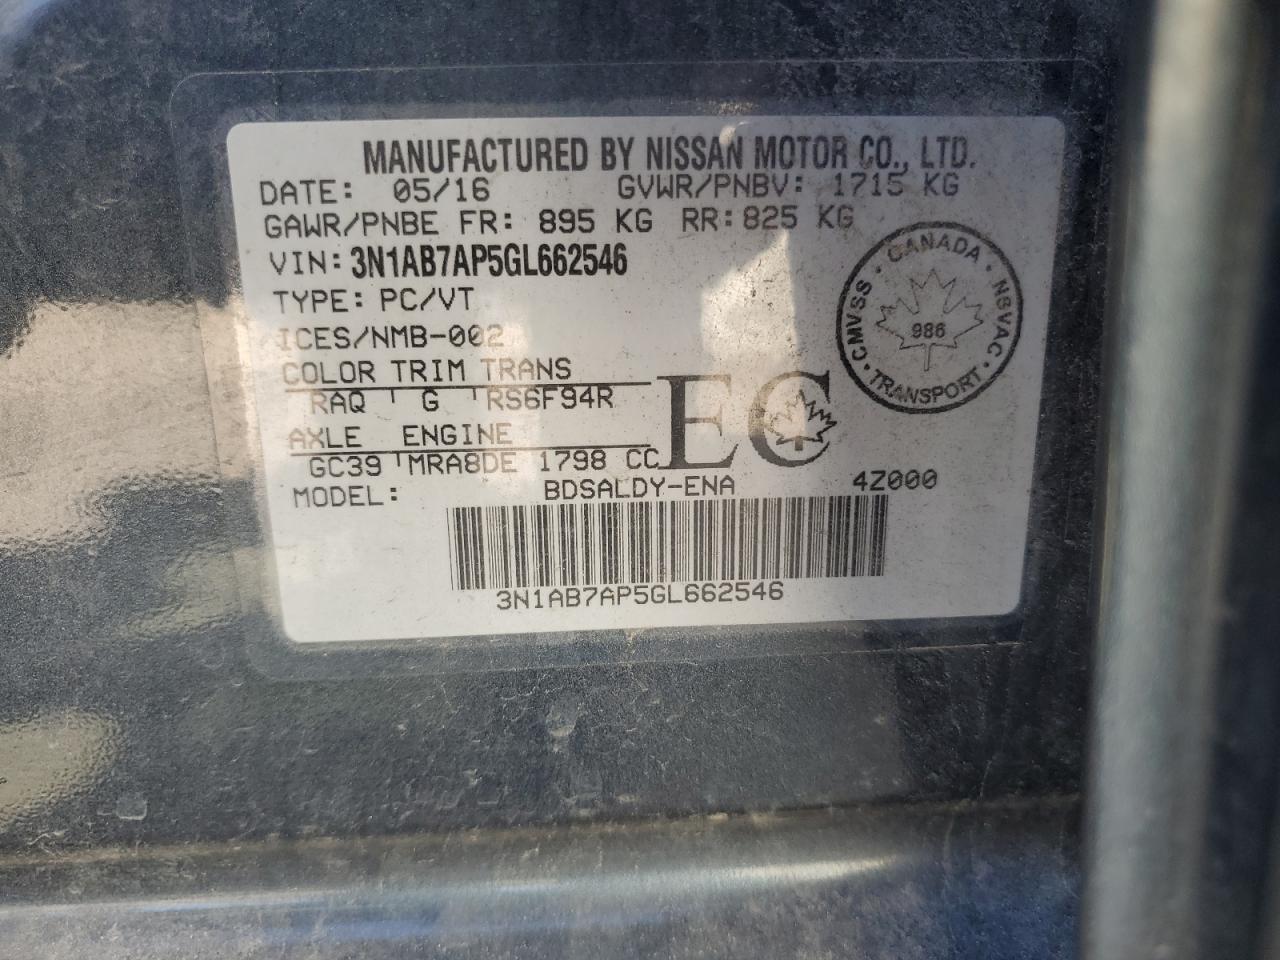 MANUFACTURED BY NISSAN MOTOR CO., LTD.
DATE: 05/16 GVWR/PNBV: 1715 KG
GAWR/PNBE FR: 895 KG RR: 825 KG
VIN: 3N1AB7AP5GL662546
TYPE: PC/VT
ICES/NMB-002
COLOR TRIM TRANS
RAQ G RS6F94R
AXLE ENGINE
GC39 MRA8DE 1798 CC
EC
MODEL: BDSALDY-ENA 4Z000
3N1AB7AP5GL662546
CMVSS · CANADA · NSVAC · TRANSPORT ·
986